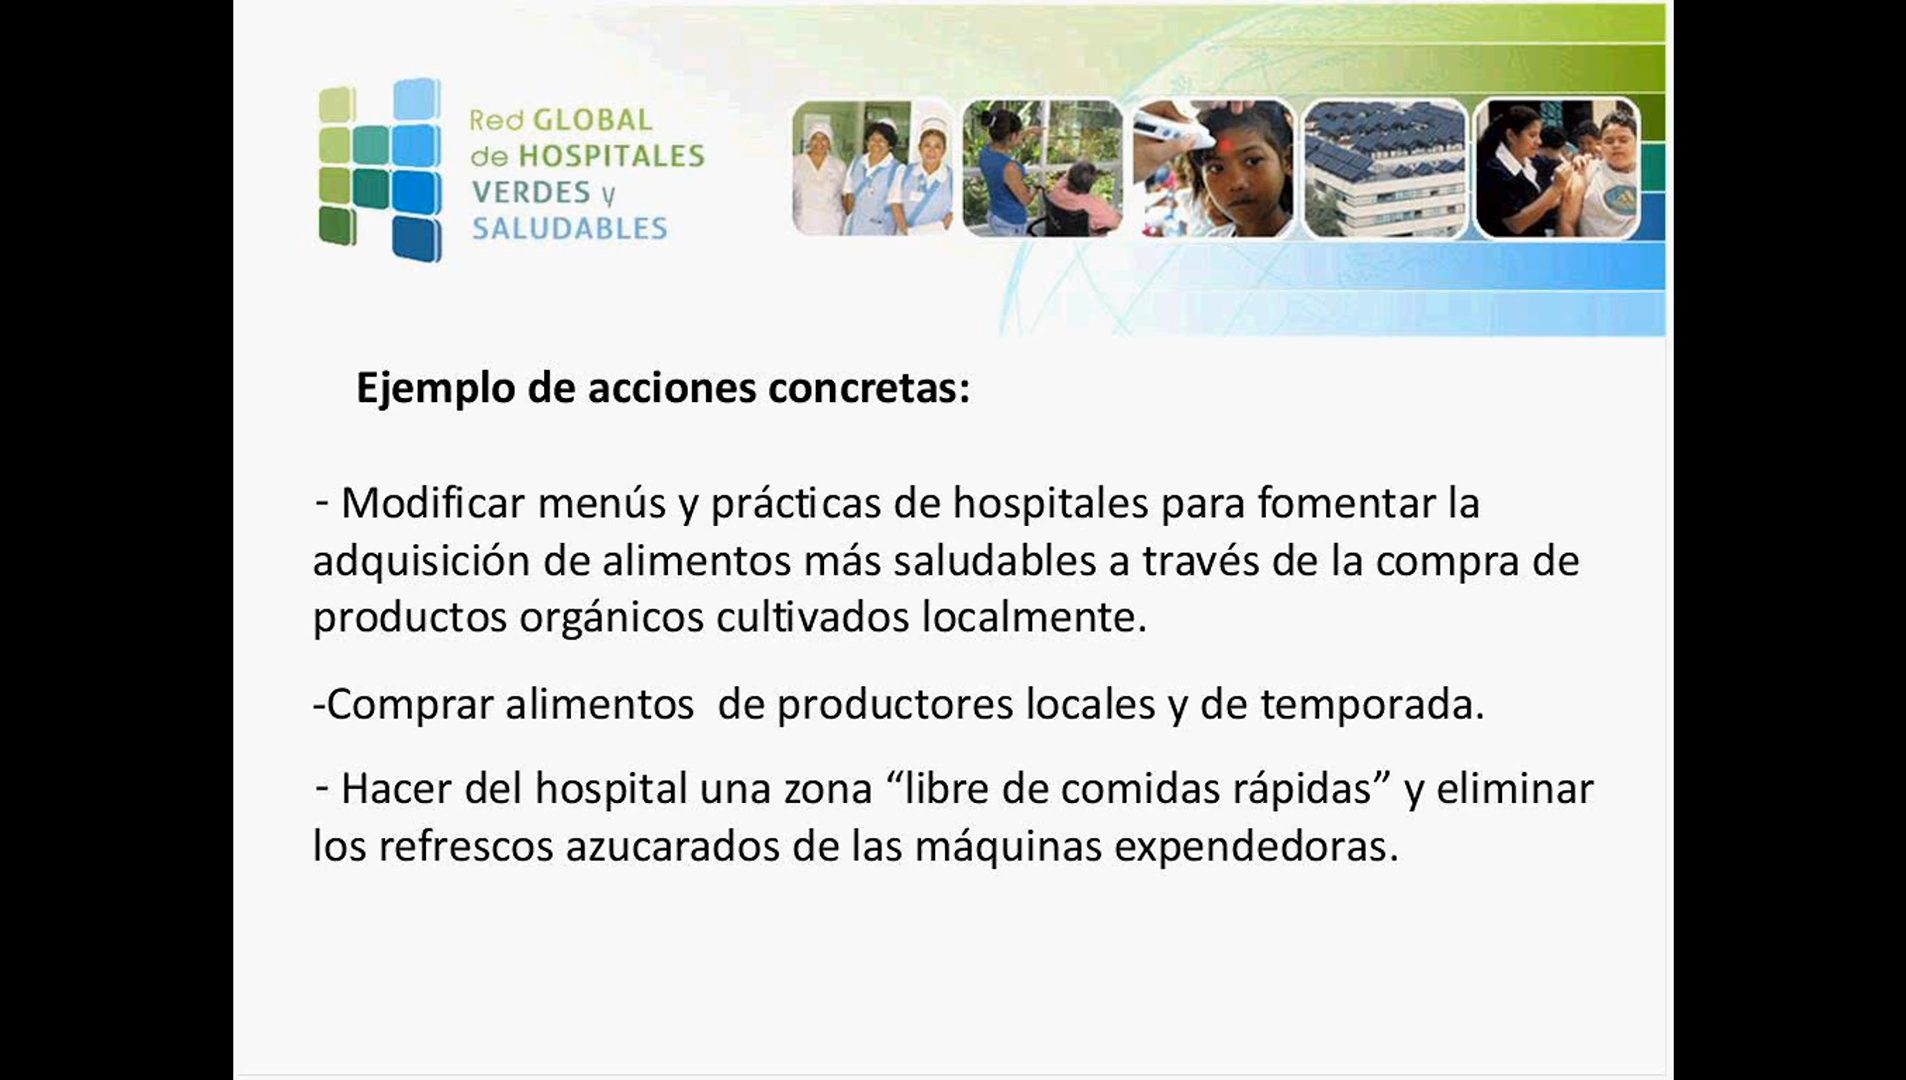 Red GLOBAL
de HOSPITALES
VERDES y
SALUDABLES
Ejemplo de acciones concretas:
- Modificar menús y prácticas de hospitales para fomentar la
adquisición de alimentos más saludables a través de la compra de
productos orgánicos cultivados localmente.
-Comprar alimentos  de productores locales y de temporada.
- Hacer del hospital una zona “libre de comidas rápidas” y eliminar
los refrescos azucarados de las máquinas expendedoras.